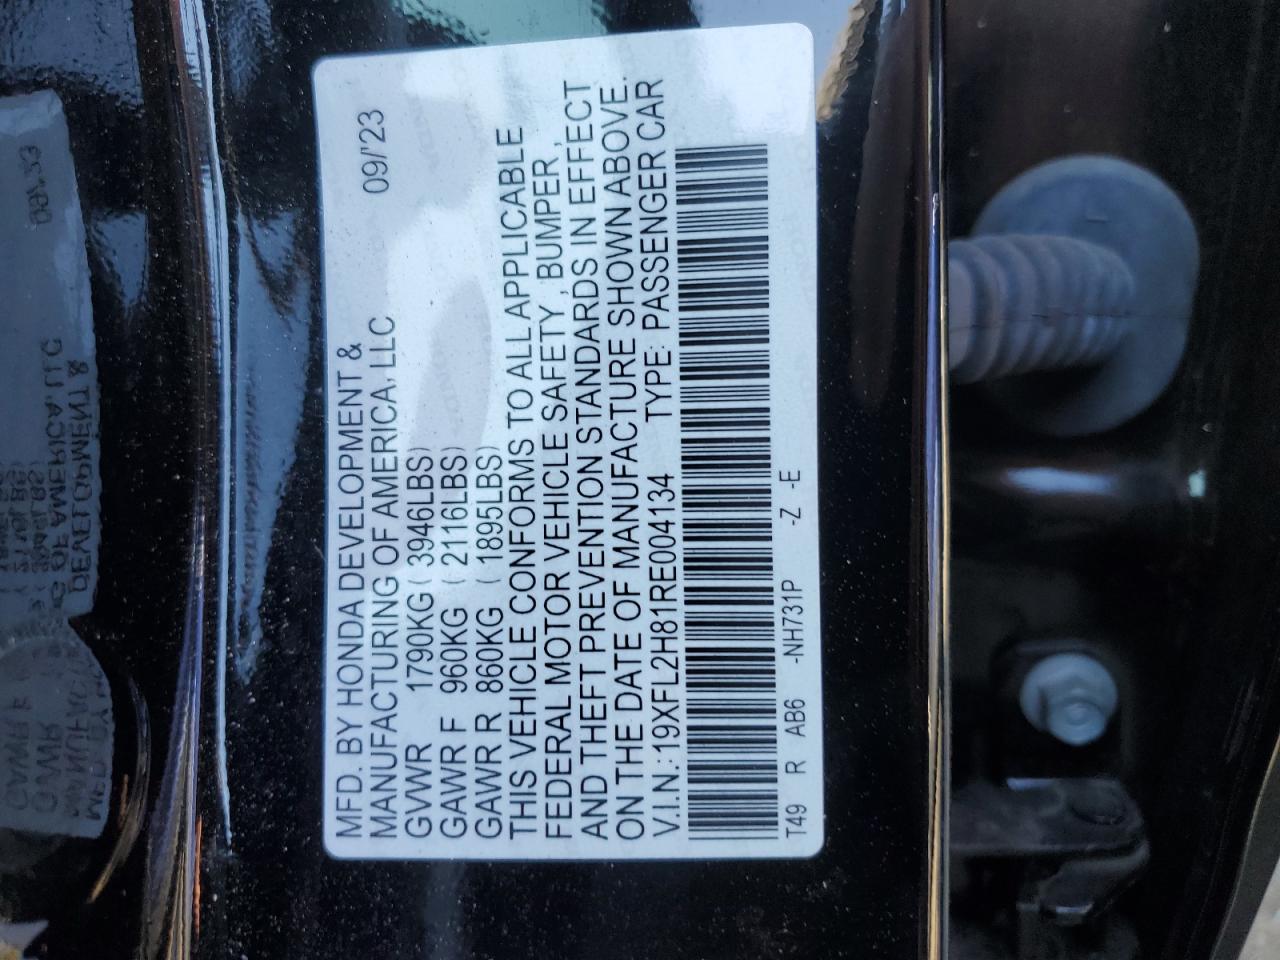 MFD. BY HONDA DEVELOPMENT &
MANUFACTURING OF AMERICA, LLC 09/'23
GVWR 1790KG ( 3946LBS)
GAWR F 960KG ( 2116LBS)
GAWR R 860KG ( 1895LBS)
THIS VEHICLE CONFORMS TO ALL APPLICABLE
FEDERAL MOTOR VEHICLE SAFETY , BUMPER ,
AND THEFT PREVENTION STANDARDS IN EFFECT
ON THE DATE OF MANUFACTURE SHOWN ABOVE.
V.I.N.: 19XFL2H81RE004134 TYPE: PASSENGER CAR
T49 R AB6 -NH731P -Z -E